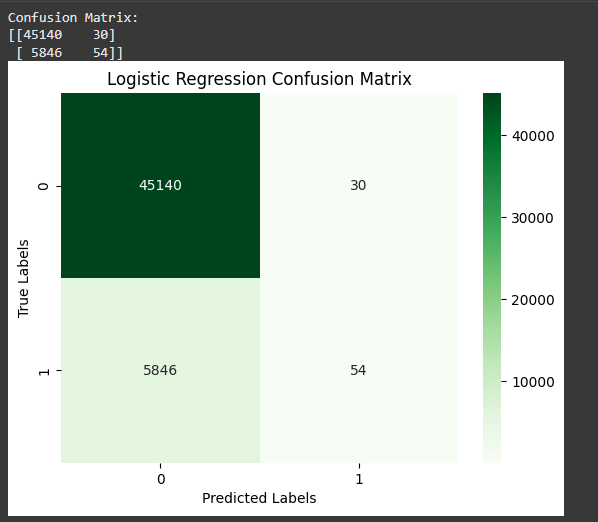 Confusion Matrix:
[[45140    30]
 [ 5846    54]]
Logistic Regression Confusion Matrix
45140 30
5846 54
0
1
True Labels
0 1
Predicted Labels
40000
30000
20000
10000